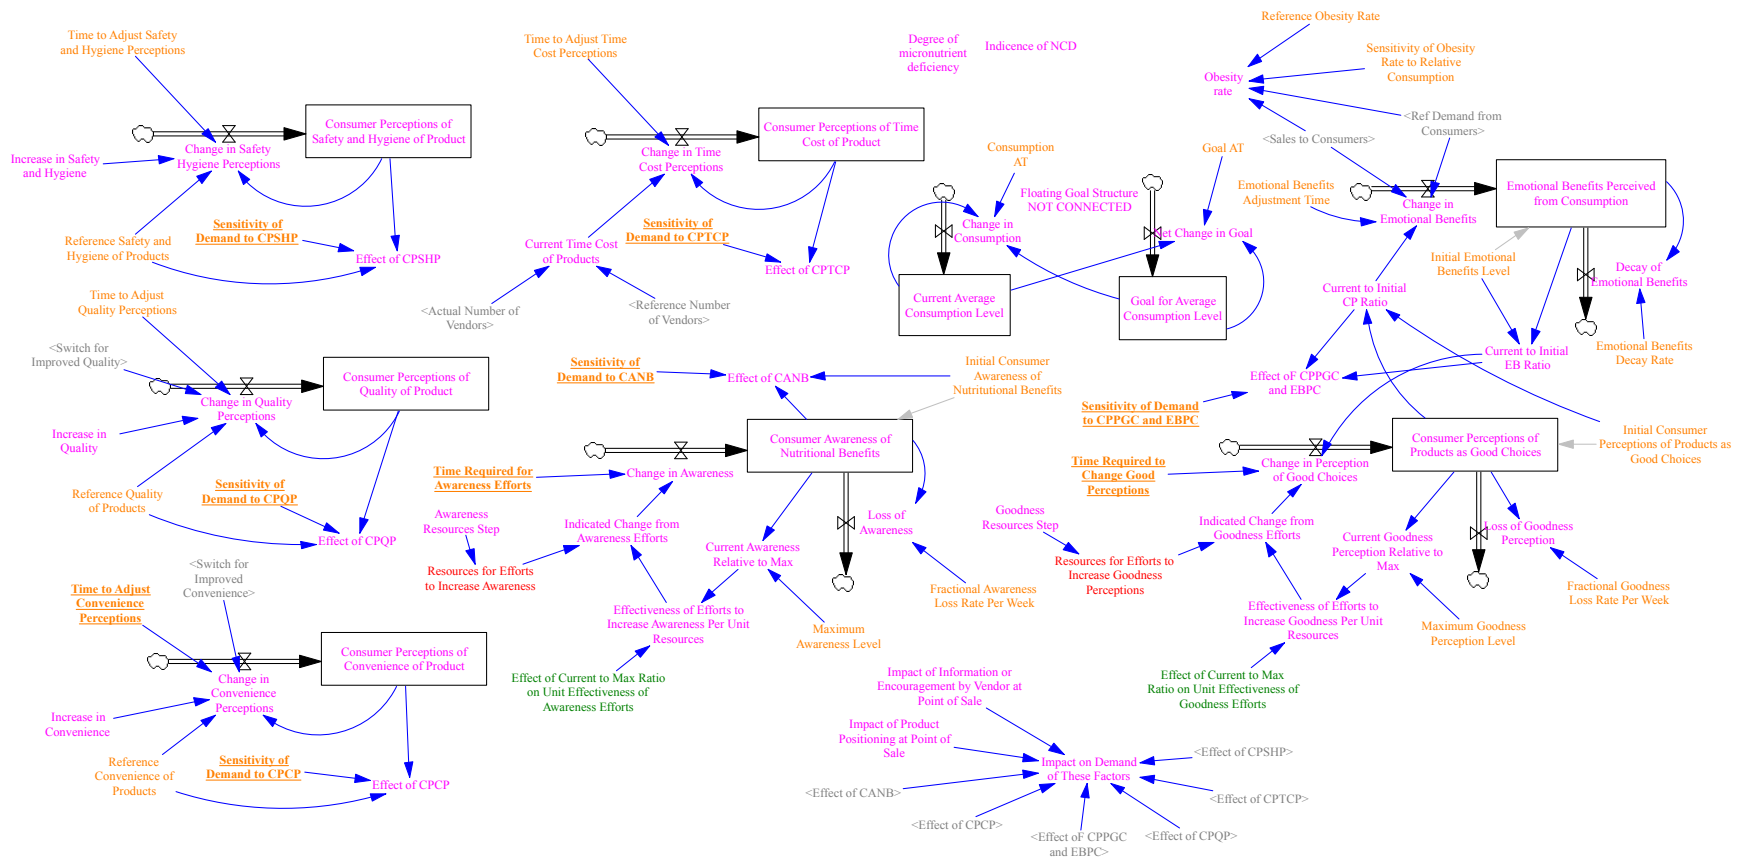 Time to Adjust Safety
and Hygiene Perceptions
Consumer Perceptions of
Safety and Hygiene of Product
Change in Safety
Hygiene Perceptions
Increase in Safety
and Hygiene
Sensitivity of
Demand to CPSHP
Reference Safety and
Hygiene of Products
Effect of CPSHP
Time to Adjust Time
Cost Perceptions
Consumer Perceptions of Time
Cost of Product
Change in Time
Cost Perceptions
Sensitivity of
Demand to CPTCP
Current Time Cost
of Products
Effect of CPTCP
<Actual Number of
Vendors>
<Reference Number
of Vendors>
Degree of
micronutrient
deficiency
Indicence of NCD
Consumption
AT
Goal AT
Floating Goal Structure
NOT CONNECTED
Change in
Consumption
Net Change in Goal
Current Average
Consumption Level
Goal for Average
Consumption Level
Reference Obesity Rate
Sensitivity of Obesity
Rate to Relative
Consumption
Obesity
rate
<Ref Demand from
Consumers>
<Sales to Consumers>
Emotional Benefits
Adjustment Time
Emotional Benefits Perceived
from Consumption
Change in
Emotional Benefits
Initial Emotional
Benefits Level
Decay of
Emotional Benefits
Current to Initial
CP Ratio
Current to Initial
EB Ratio
Emotional Benefits
Decay Rate
Effect oF CPPGC
and EBPC
Sensitivity of Demand
to CPPGC and EBPC
Time to Adjust
Quality Perceptions
<Switch for
Improved Quality>
Consumer Perceptions of
Quality of Product
Change in Quality
Perceptions
Increase in
Quality
Reference Quality
of Products
Sensitivity of
Demand to CPQP
Effect of CPQP
Sensitivity of
Demand to CANB
Effect of CANB
Initial Consumer
Awareness of
Nutritutional Benefits
Consumer Awareness of
Nutritional Benefits
Time Required for
Awareness Efforts
Change in Awareness
Awareness
Resources Step
Indicated Change from
Awareness Efforts
Loss of
Awareness
Current Awareness
Relative to Max
Resources for Efforts
to Increase Awareness
Fractional Awareness
Loss Rate Per Week
Effectiveness of Efforts to
Increase Awareness Per Unit
Resources
Maximum
Awareness Level
Effect of Current to Max Ratio
on Unit Effectiveness of
Awareness Efforts
Consumer Perceptions of
Products as Good Choices
Initial Consumer
Perceptions of Products as
Good Choices
Time Required to
Change Good
Perceptions
Change in Perception
of Good Choices
Goodness
Resources Step
Indicated Change from
Goodness Efforts
Current Goodness
Perception Relative to
Max
Loss of Goodness
Perception
Resources for Efforts to
Increase Goodness
Perceptions
Fractional Goodness
Loss Rate Per Week
Effectiveness of Efforts to
Increase Goodness Per Unit
Resources
Maximum Goodness
Perception Level
Effect of Current to Max
Ratio on Unit Effectiveness of
Goodness Efforts
<Switch for
Improved
Convenience>
Time to Adjust
Convenience
Perceptions
Consumer Perceptions of
Convenience of Product
Change in
Convenience
Perceptions
Increase in
Convenience
Reference
Convenience of
Products
Sensitivity of
Demand to CPCP
Effect of CPCP
Impact of Information or
Encouragement by Vendor at
Point of Sale
Impact of Product
Positioning at Point of
Sale
Impact on Demand
of These Factors
<Effect of CPSHP>
<Effect of CANB>
<Effect of CPTCP>
<Effect of CPCP>
<Effect oF CPPGC
and EBPC>
<Effect of CPQP>